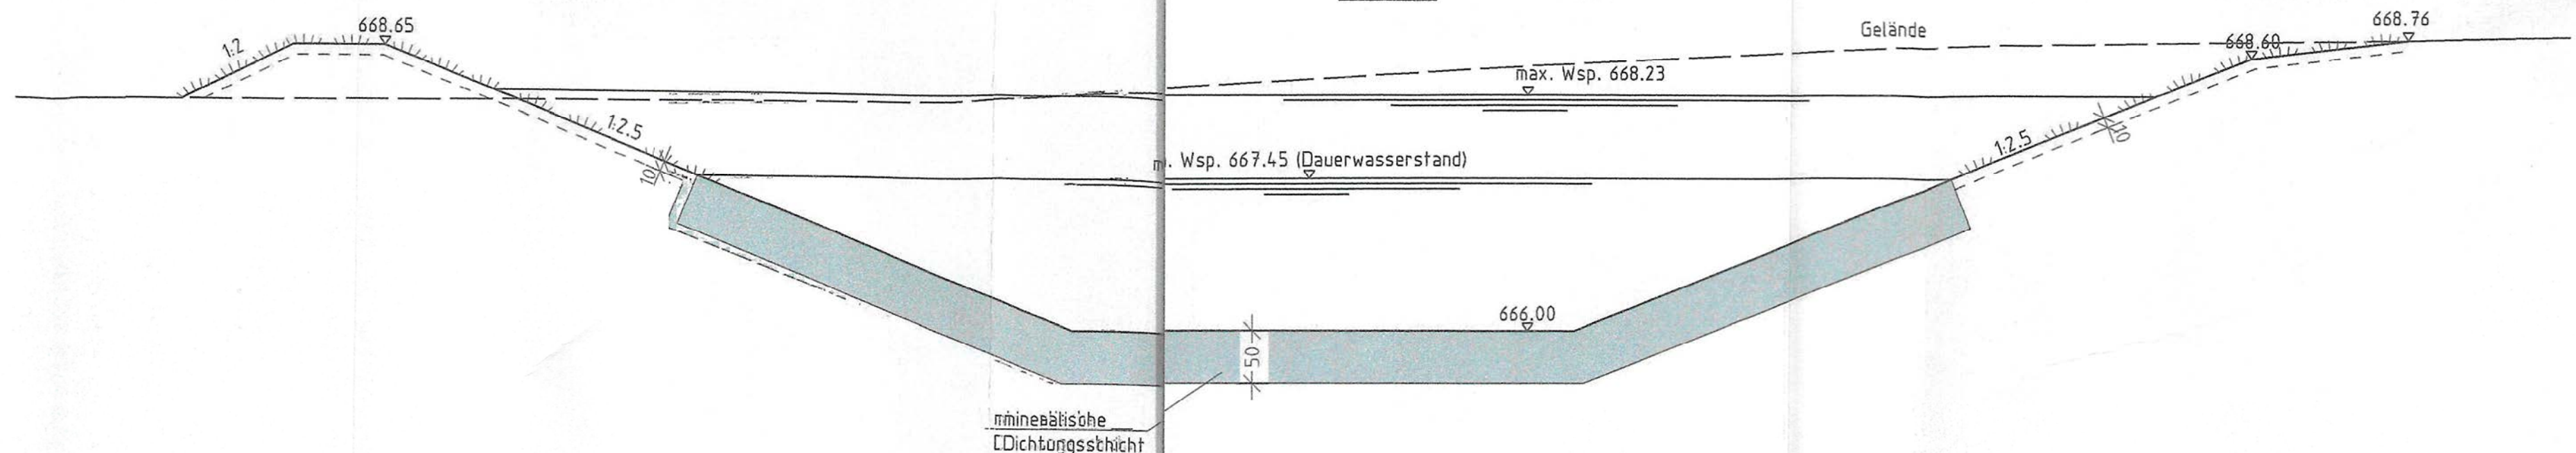 668.65
1:2
Gelände
668.76
668.60
max. Wsp. 668.23
1:2.5
10
Wsp. 667.45 (Dauerwasserstand)
1:2.5
10
666.00
50
Dichtungsschicht